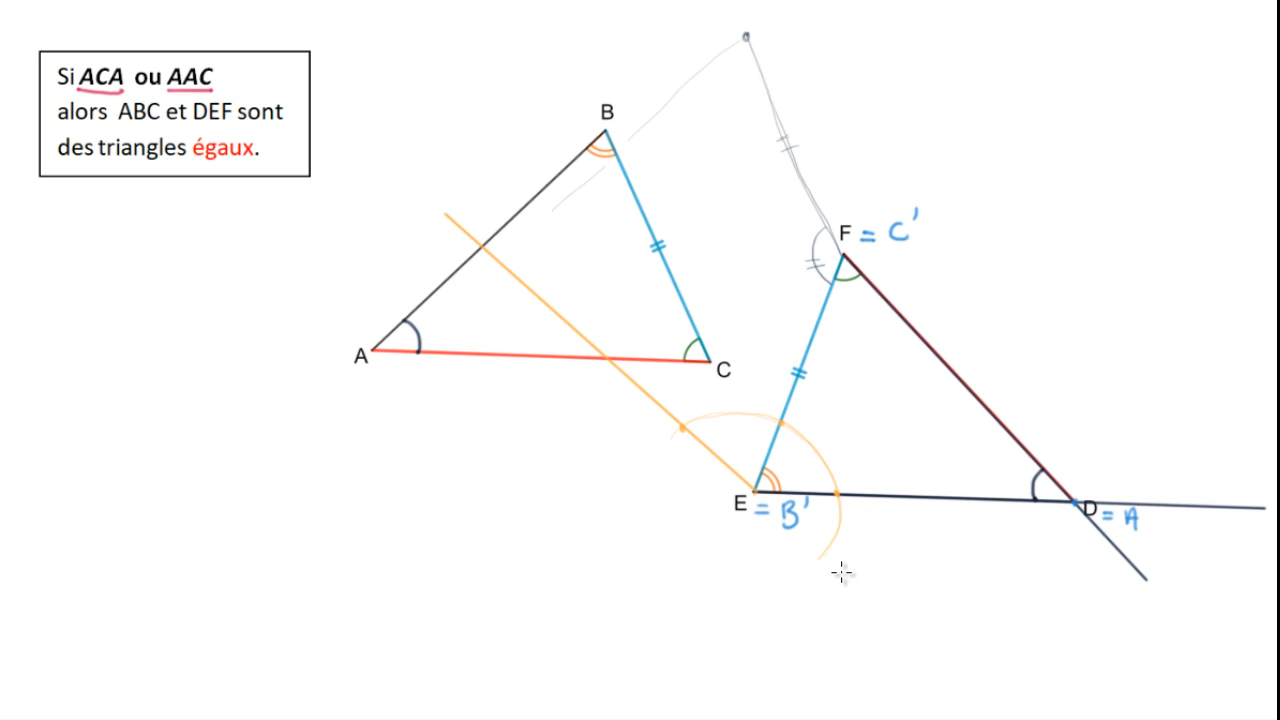 Si ACA ou AAC
alors ABC et DEF sont
des triangles égaux.
B
F = C'
A
C
E = B'
D = A